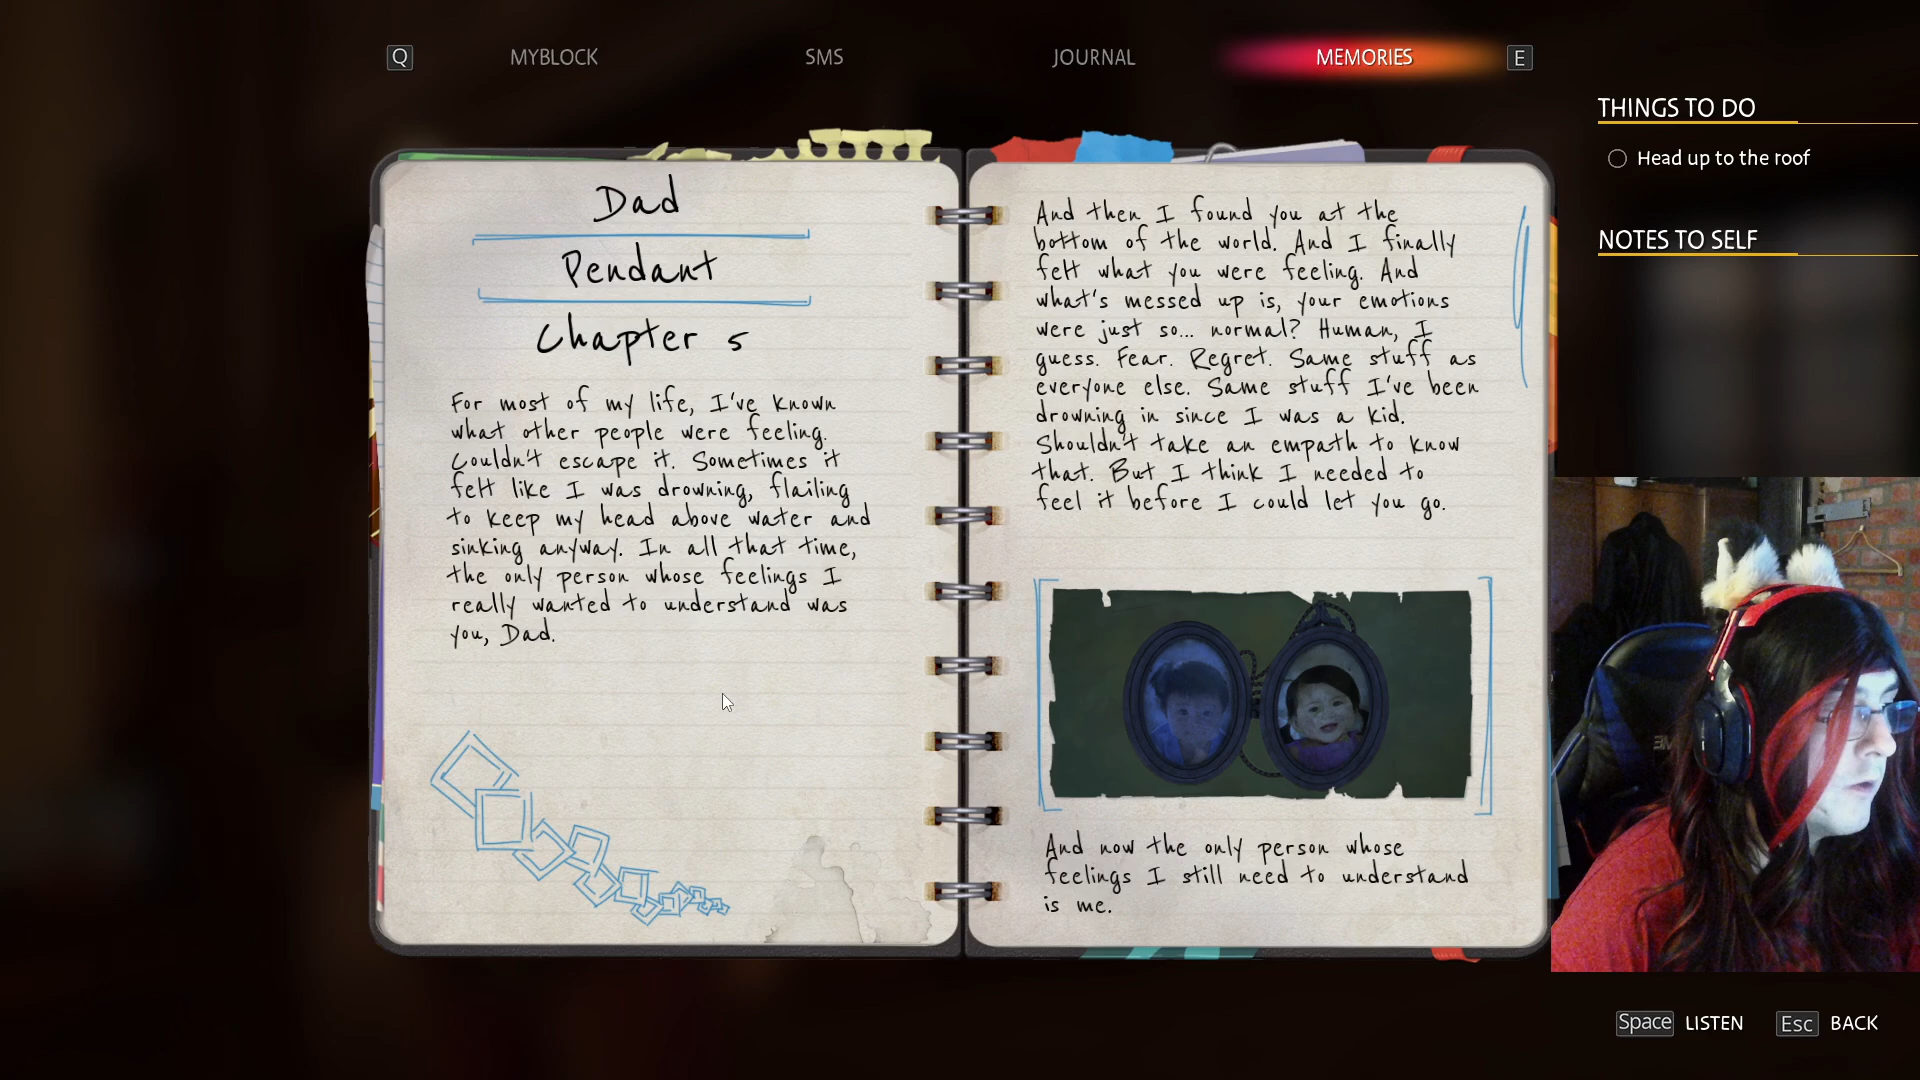 Q
MYBLOCK
SMS
JOURNAL
MEMORIES
E
THINGS TO DO
Head up to the roof
NOTES TO SELF
Dad
Pendant
Chapter 5
For most of my life, I've known
what other people were feeling.
Couldn't escape it. Sometimes it
felt like I was drowning, flailing
to keep my head above water and
sinking anyway. In all that time,
the only person whose feelings I
really wanted to understand was
you, Dad.
And then I found you at the
bottom of the world. And I finally
felt what you were feeling. And
what's messed up is, your emotions
were just so... normal? Human, I
guess. Fear. Regret. Same stuff as
everyone else. Same stuff I've been
drowning in since I was a kid.
Shouldn't take an empath to know
that. But I think I needed to
feel it before I could let you go.
And now the only person whose
feelings I still need to understand
is me.
Space LISTEN
Esc BACK